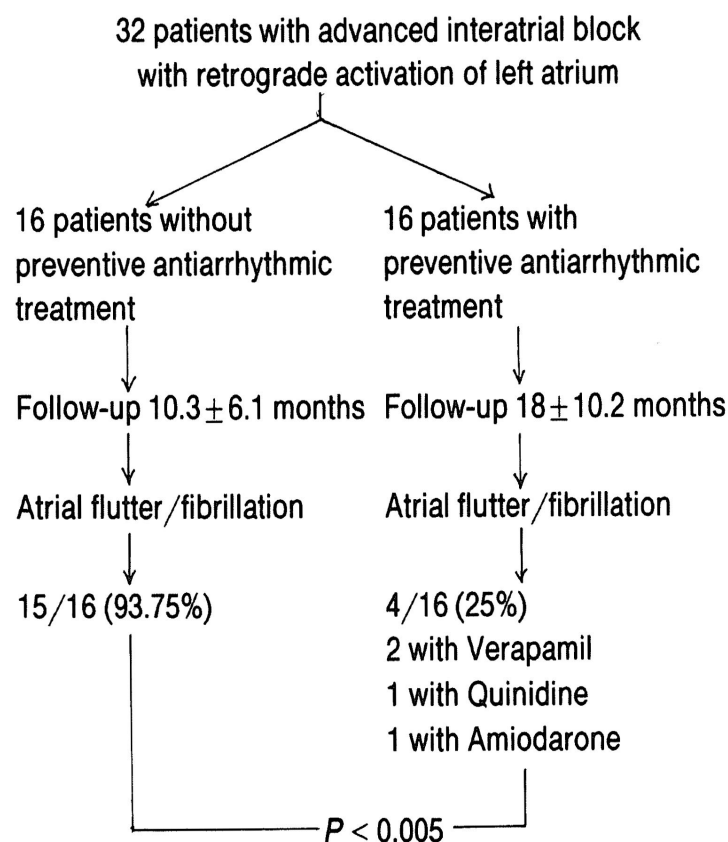 32 patients with advanced interatrial block
with retrograde activation of left atrium
16 patients without
preventive antiarrhythmic
treatment
Follow-up 10.3±6.1 months
Atrial flutter/fibrillation
15/16 (93.75%)
16 patients with
preventive antiarrhythmic
treatment
Follow-up 18±10.2 months
Atrial flutter/fibrillation
4/16 (25%)
2 with Verapamil
1 with Quinidine
1 with Amiodarone
P < 0.005